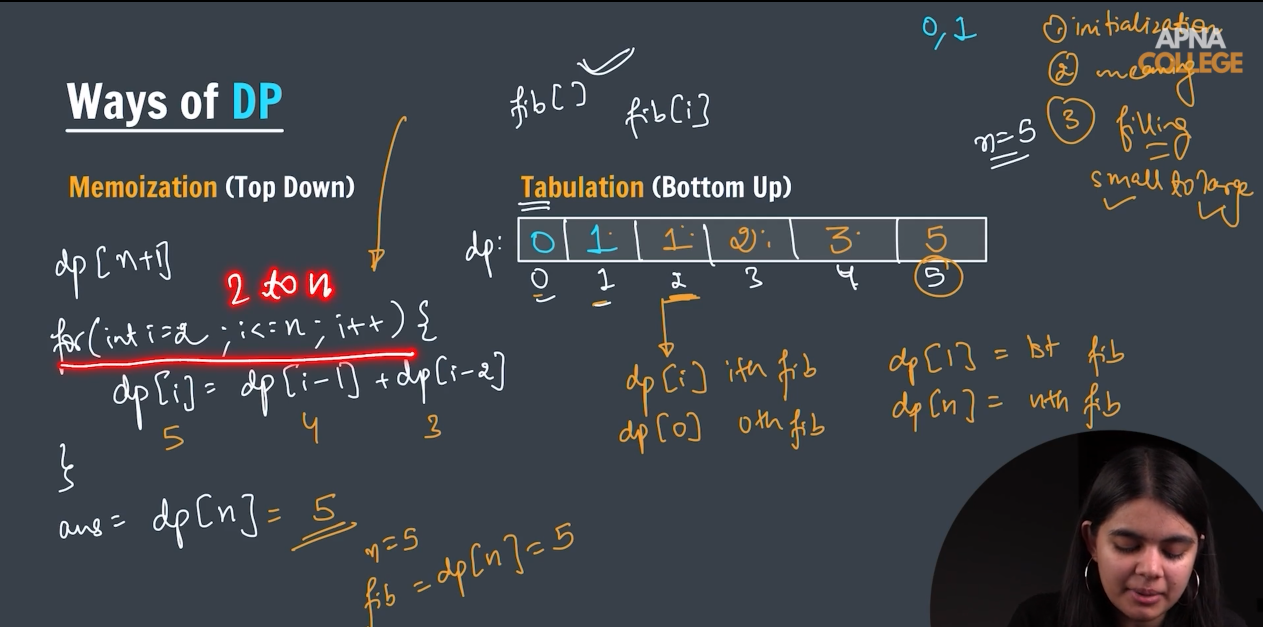 0, 1
① initialization
APNA
COLLEGE
② meaning
③ filling
small to large
n=5
fib[ ] fib[i]
Ways of DP
Memoization (Top Down)
Tabulation (Bottom Up)
dp: 0 1 1 2 3 5
0 1 2 3 4 5
dp[n+1]
2 to n
for(int i=2 ; i<=n ; i++) {
dp[i] = dp[i-1] + dp[i-2]
5 4 3
}
ans = dp[n] = 5
n=5
fib = dp[n] = 5
dp[i] ith fib
dp[0] 0th fib
dp[1] = 1st fib
dp[n] = nth fib